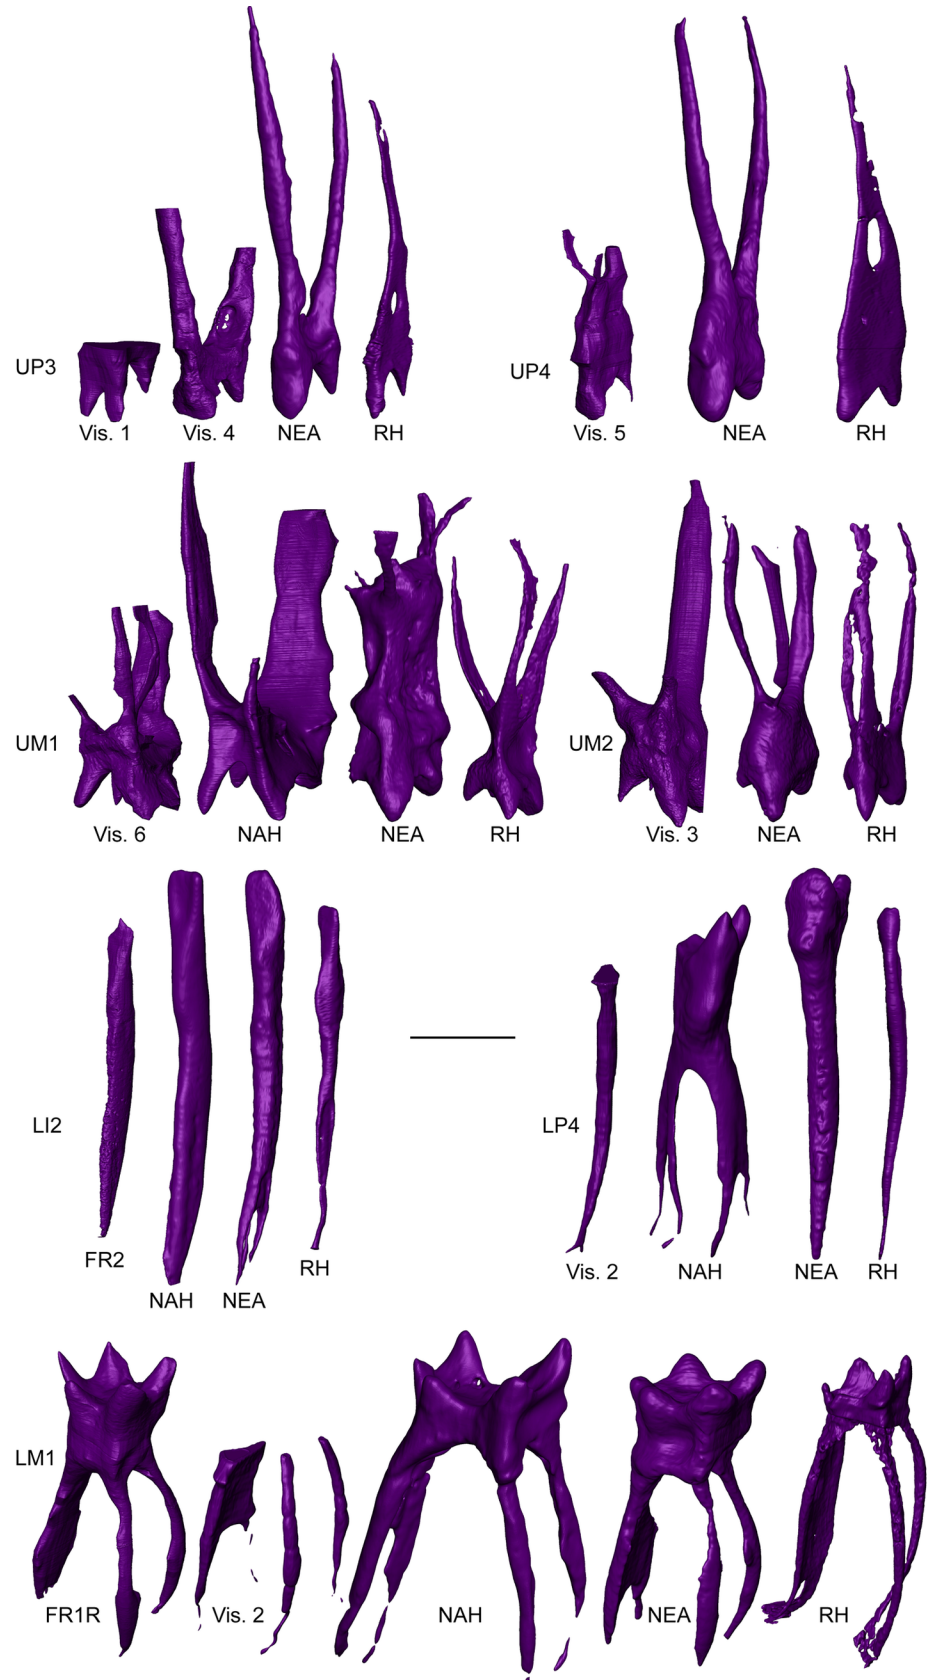 UP3
Vis. 1
Vis. 4
NEA
RH
UP4
Vis. 5
NEA
RH
UM1
Vis. 6
NAH
NEA
RH
UM2
Vis. 3
NEA
RH
LI2
FR2
NAH
NEA
RH
LP4
Vis. 2
NAH
NEA
RH
LM1
FR1R
Vis. 2
NAH
NEA
RH